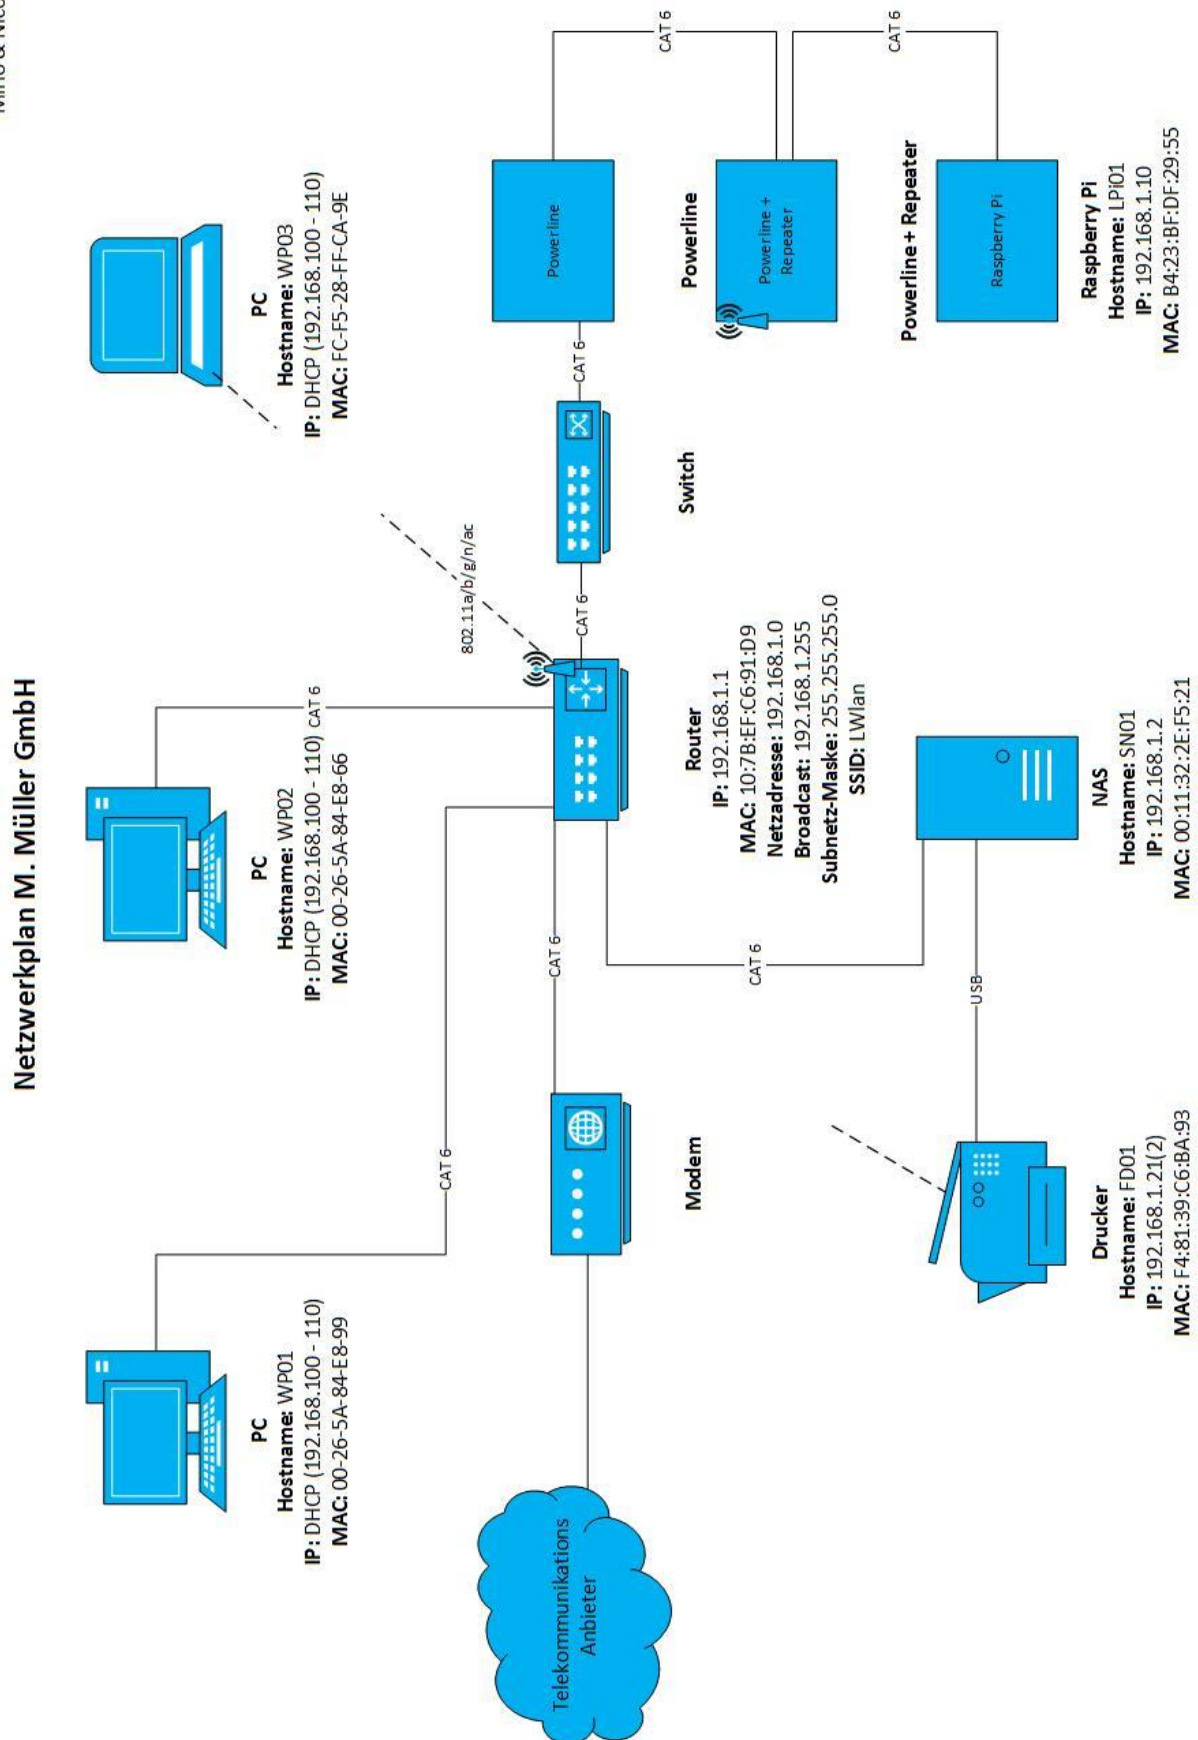 Netzwerkplan M. Müller GmbH
PC
Hostname: WP01
IP: DHCP (192.168.100 - 110)
MAC: 00-26-5A-84-E8-99
PC
Hostname: WP02
IP: DHCP (192.168.100 - 110)
MAC: 00-26-5A-84-E8-66
PC
Hostname: WP03
IP: DHCP (192.168.100 - 110)
MAC: FC-F5-28-FF-CA-9E
CAT 6
CAT 6
802.11a/b/g/n/ac
Telekommunikations
Anbieter
Modem
CAT 6
Router
IP: 192.168.1.1
MAC: 10:7B:EF:C6:91:D9
Netzadresse: 192.168.1.0
Broadcast: 192.168.1.255
Subnetz-Maske: 255.255.255.0
SSID: LWlan
CAT 6
Switch
CAT 6
Powerline
Powerline
CAT 6
Powerline +
Repeater
Powerline + Repeater
CAT 6
Raspberry Pi
Raspberry Pi
Hostname: LPi01
IP: 192.168.1.10
MAC: B4:23:BF:DF:29:55
CAT 6
USB
Drucker
Hostname: FD01
IP: 192.168.1.21(2)
MAC: F4:81:39:C6:BA:93
NAS
Hostname: SN01
IP: 192.168.1.2
MAC: 00:11:32:2E:F5:21